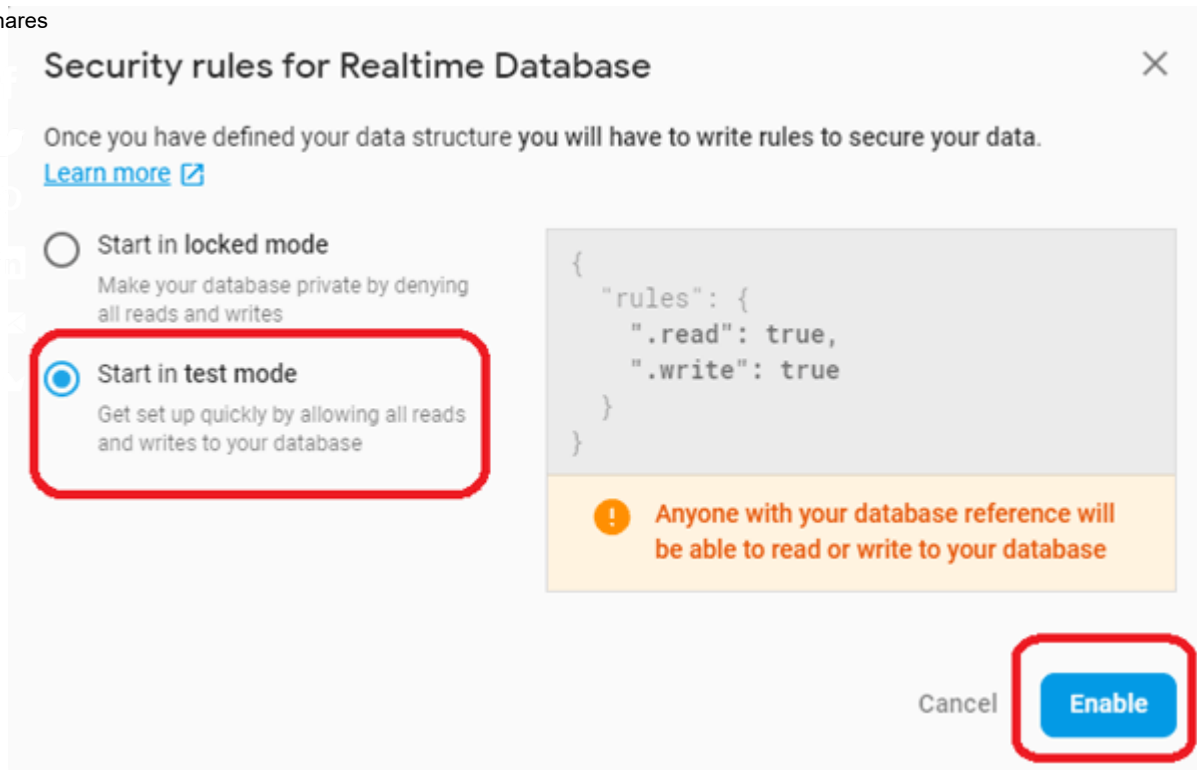 Security rules for Realtime Database
Once you have defined your data structure you will have to write rules to secure your data.
Learn more
Start in locked mode
Make your database private by denying
all reads and writes
Start in test mode
Get set up quickly by allowing all reads
and writes to your database
{
"rules": {
".read": true,
".write": true
}
}
Anyone with your database reference will
be able to read or write to your database
Cancel
Enable